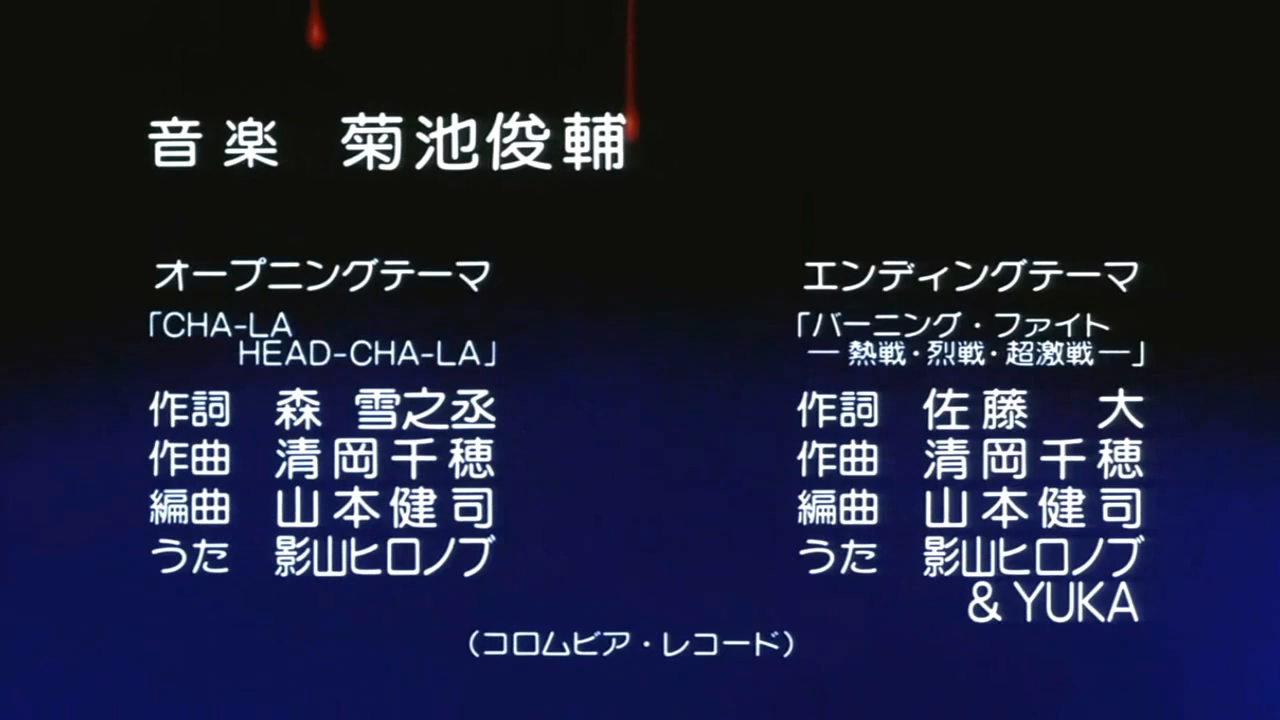 音楽　菊池俊輔
オープニングテーマ
「CHA-LA
HEAD-CHA-LA」
作詞　森　雪之丞
作曲　清岡千穂
編曲　山本健司
うた　影山ヒロノブ
エンディングテーマ
「バーニング・ファイト
―熱戦・烈戦・超激戦―」
作詞　佐藤　大
作曲　清岡千穂
編曲　山本健司
うた　影山ヒロノブ
& YUKA
（コロムビア・レコード）